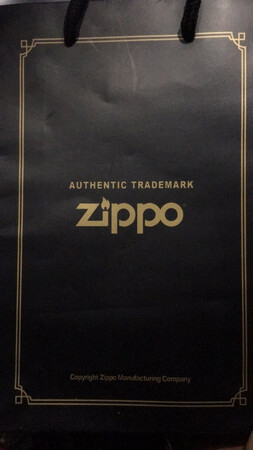 AUTHENTIC TRADEMARK
zippo
Copyright Zippo Manufacturing Company